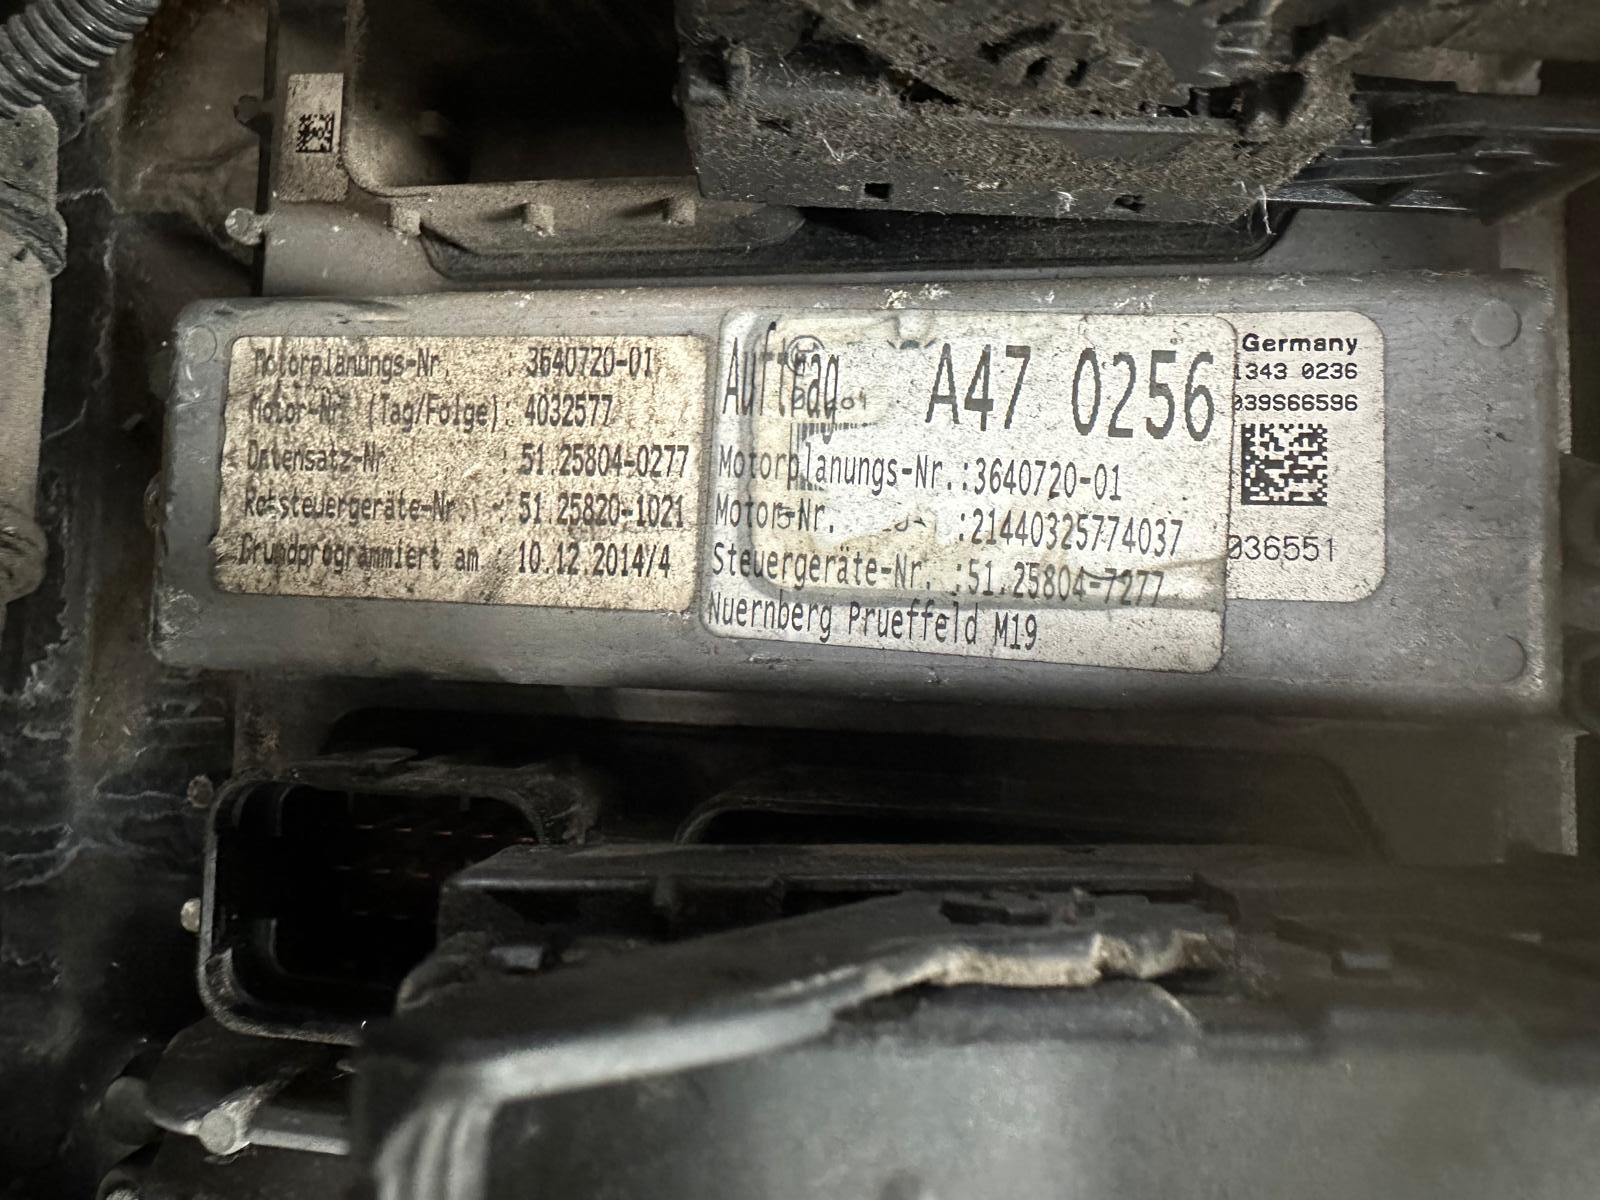 Motorplanungs-Nr. : 3640720-01
Motor-Nr. (Tag/Folge): 4032577
Datensatz-Nr. : 51.25804-0277
Rotsteuergeräte-Nr. : 51.25820-1021
Grundprogrammiert am : 10.12.2014/4
Auftrag A47 0256
Motorplanungs-Nr.:3640720-01
Motor-Nr. :21440325774037
Steuergeräte-Nr. :51.25804-7277
Nuernberg Prueffeld M19
Germany
1343 0236
039S66596
036551